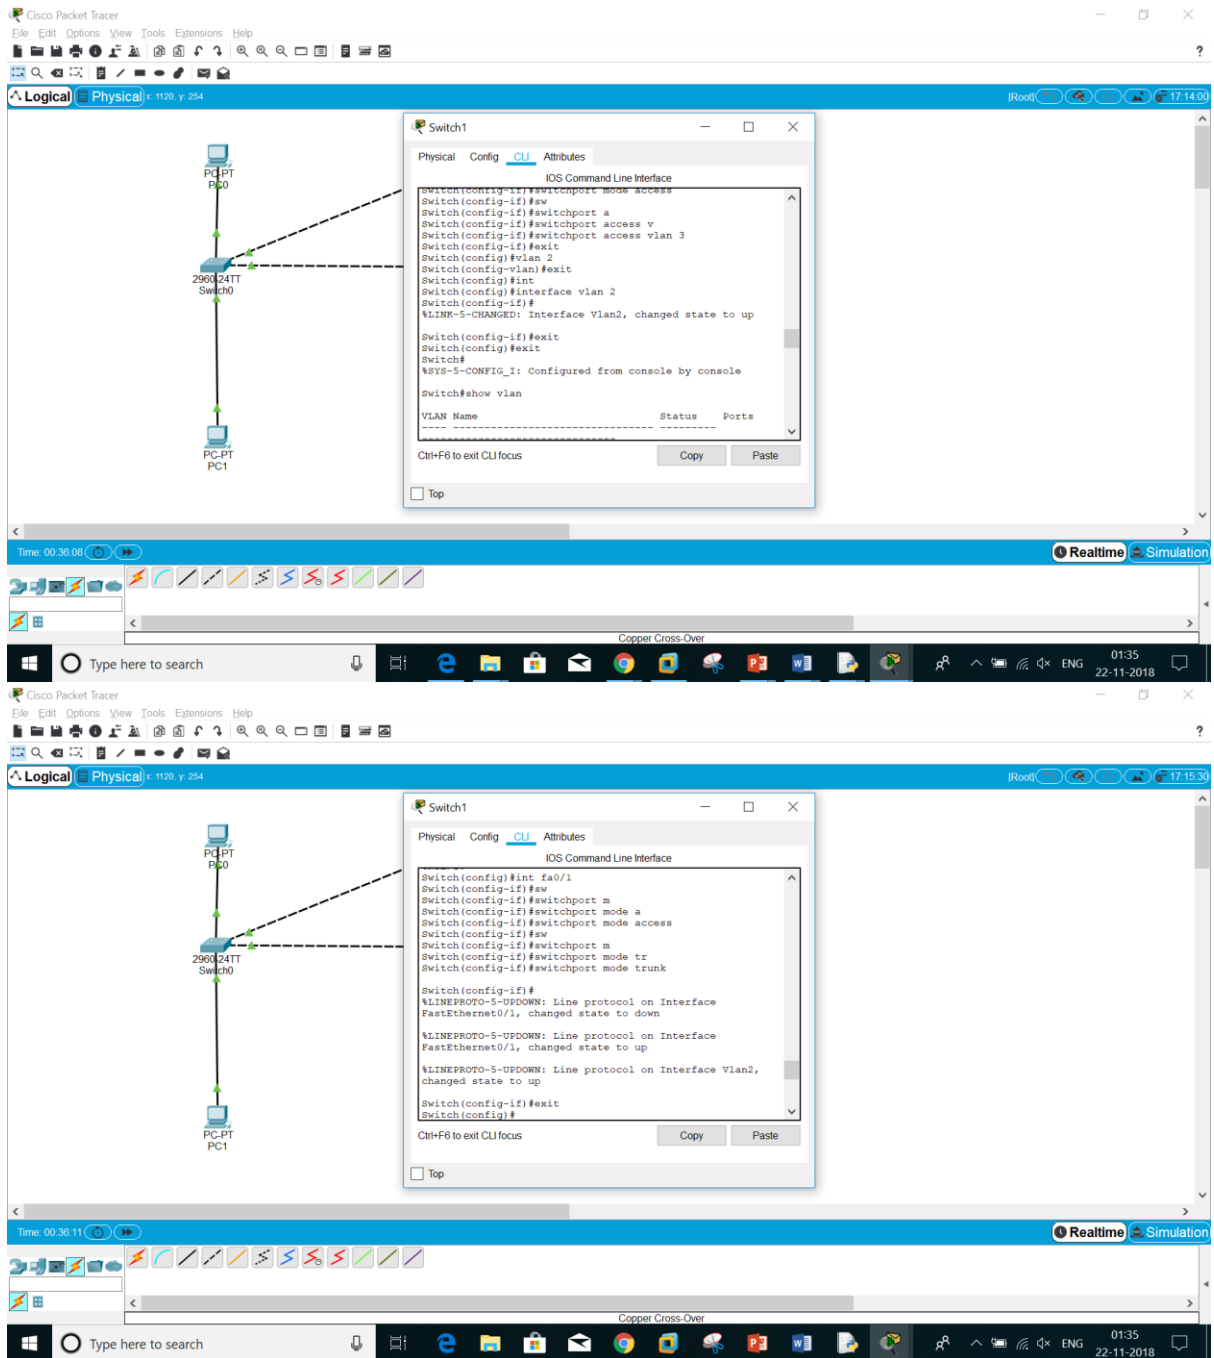 Cisco Packet Tracer
File Edit Options View Tools Extensions Help
?
Logical Physical x: 1120, y: 254
[Root] 17:14:00
PC-PT
PC0
2960-24TT
Switch0
PC-PT
PC1
Switch1
Physical Config CLI Attributes
IOS Command Line Interface
Switch(config-if)#switchport mode access
Switch(config-if)#sw
Switch(config-if)#switchport a
Switch(config-if)#switchport access v
Switch(config-if)#switchport access vlan 3
Switch(config-if)#exit
Switch(config)#vlan 2
Switch(config-vlan)#exit
Switch(config)#int
Switch(config)#interface vlan 2
Switch(config-if)#
%LINK-5-CHANGED: Interface Vlan2, changed state to up
Switch(config-if)#exit
Switch(config)#exit
Switch#
%SYS-5-CONFIG_I: Configured from console by console
Switch#show vlan
VLAN Name Status Ports
---- -------------------------------- ---------
-------------------------------
Ctrl+F6 to exit CLI focus
Copy Paste
Top
Time: 00:36:08
Realtime Simulation
Copper Cross-Over
Type here to search
ENG
01:35
22-11-2018
Cisco Packet Tracer
File Edit Options View Tools Extensions Help
?
Logical Physical x: 1120, y: 254
[Root] 17:15:30
PC-PT
PC0
2960-24TT
Switch0
PC-PT
PC1
Switch1
Physical Config CLI Attributes
IOS Command Line Interface
Switch(config)#int fa0/1
Switch(config-if)#sw
Switch(config-if)#switchport m
Switch(config-if)#switchport mode a
Switch(config-if)#switchport mode access
Switch(config-if)#sw
Switch(config-if)#switchport m
Switch(config-if)#switchport mode tr
Switch(config-if)#switchport mode trunk
Switch(config-if)#
%LINEPROTO-5-UPDOWN: Line protocol on Interface
FastEthernet0/1, changed state to down
%LINEPROTO-5-UPDOWN: Line protocol on Interface
FastEthernet0/1, changed state to up
%LINEPROTO-5-UPDOWN: Line protocol on Interface Vlan2,
changed state to up
Switch(config-if)#exit
Switch(config)#
Ctrl+F6 to exit CLI focus
Copy Paste
Top
Time: 00:36:11
Realtime Simulation
Copper Cross-Over
Type here to search
ENG
01:35
22-11-2018